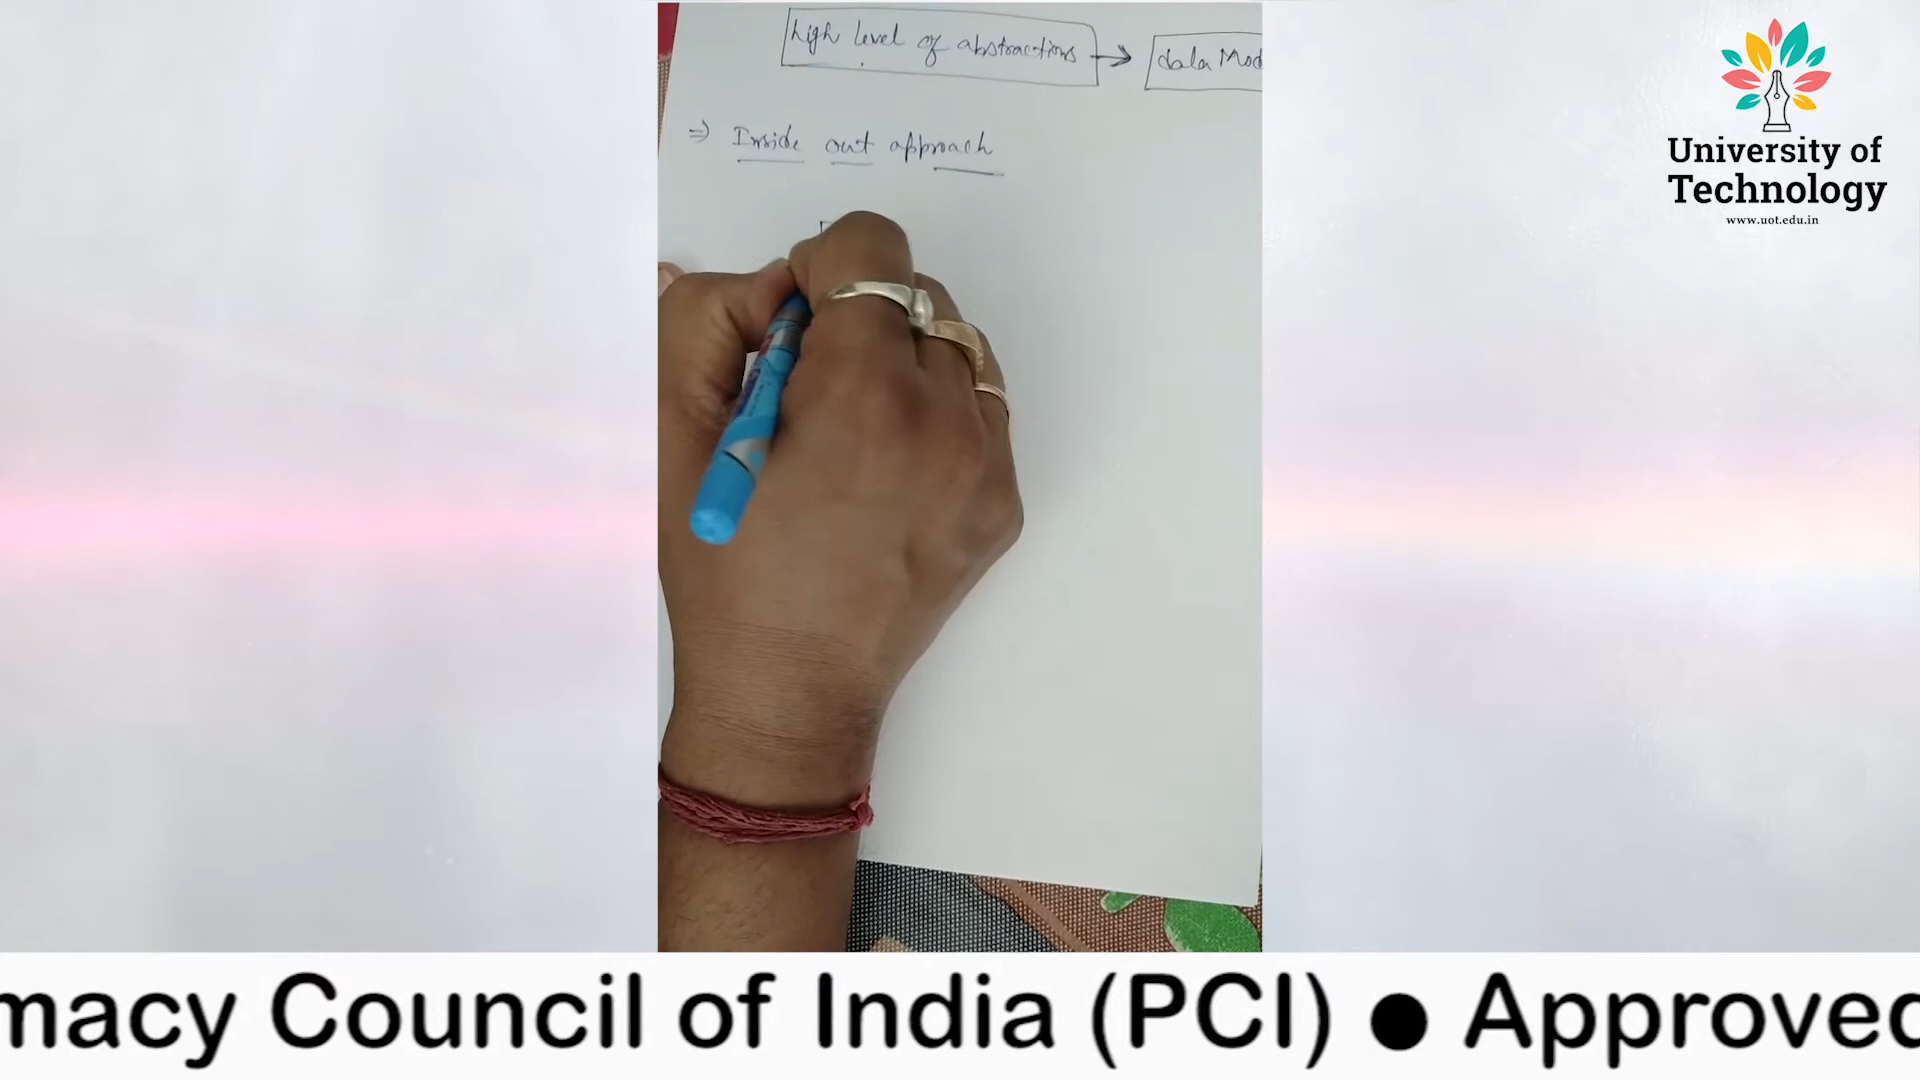 high level of abstractions
data Mod
⇒ Inside out approach
University of
Technology
www.uot.edu.in
macy Council of India (PCI) ● Approved